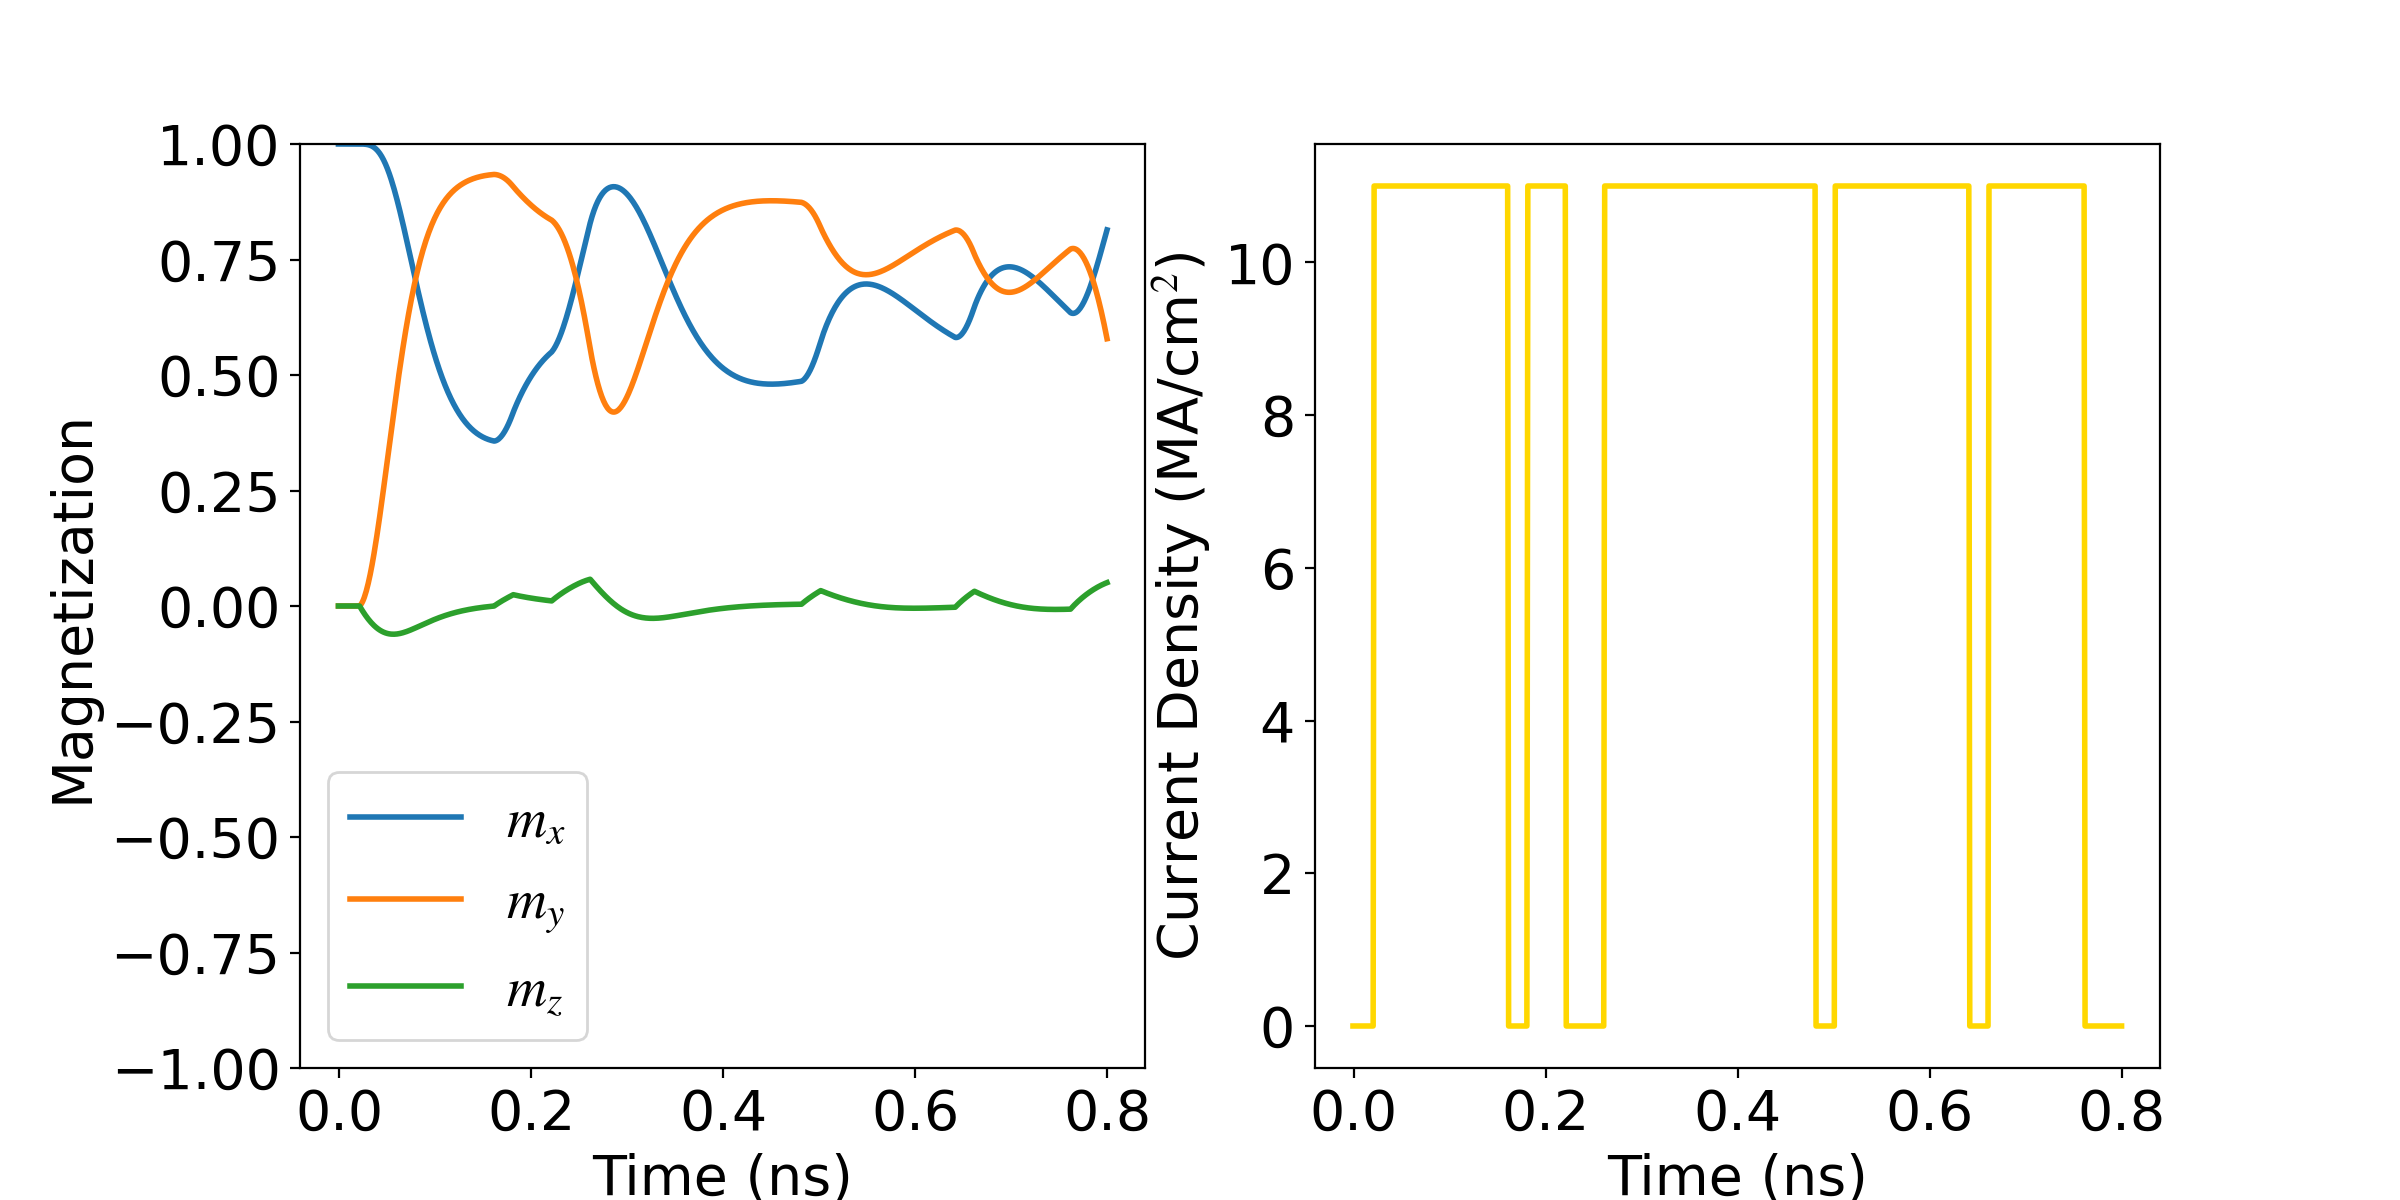 1.00
0.75
0.50
0.25
0.00
−0.25
−0.50
−0.75
−1.00
Magnetization
m_x
m_y
m_z
0.0 0.2 0.4 0.6 0.8
Time (ns)
Current Density (MA/cm²)
10
8
6
4
2
0
0.0 0.2 0.4 0.6 0.8
Time (ns)